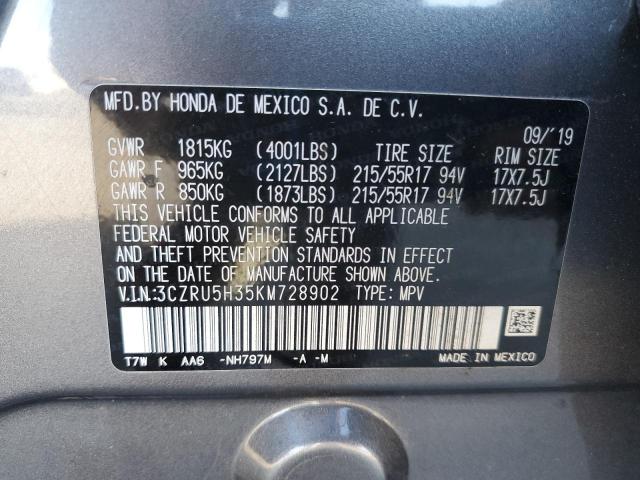 MFD.BY HONDA DE MEXICO S.A. DE C.V.
09/'19
GVWR 1815KG (4001LBS) TIRE SIZE RIM SIZE
GAWR F 965KG (2127LBS) 215/55R17 94V 17X7.5J
GAWR R 850KG (1873LBS) 215/55R17 94V 17X7.5J
THIS VEHICLE CONFORMS TO ALL APPLICABLE
FEDERAL MOTOR VEHICLE SAFETY
AND THEFT PREVENTION STANDARDS IN EFFECT
ON THE DATE OF MANUFACTURE SHOWN ABOVE.
V.I.N:3CZRU5H35KM728902 TYPE: MPV
T7W K AA6 -NH797M -A -M
MADE IN MEXICO